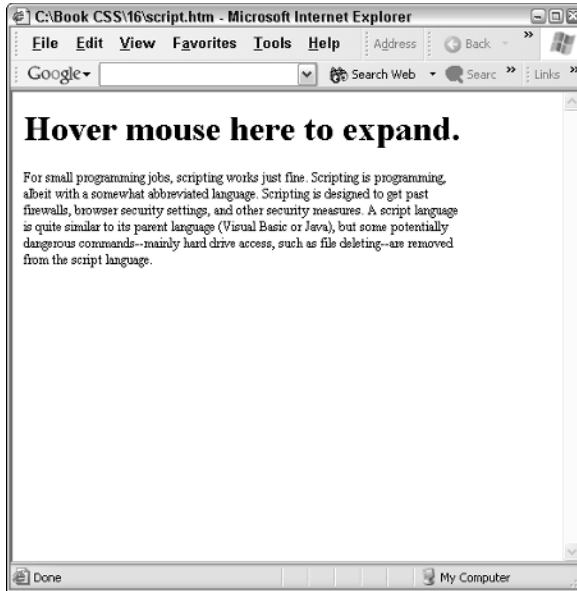 C:\Book CSS\16\script.htm - Microsoft Internet Explorer
File Edit View Favorites Tools Help Address Back »
Google Search Web Searc » Links »
Hover mouse here to expand.
For small programming jobs, scripting works just fine. Scripting is programming,
albeit with a somewhat abbreviated language. Scripting is designed to get past
firewalls, browser security settings, and other security measures. A script language
is quite similar to its parent language (Visual Basic or Java), but some potentially
dangerous commands--mainly hard drive access, such as file deleting--are removed
from the script language.
Done My Computer